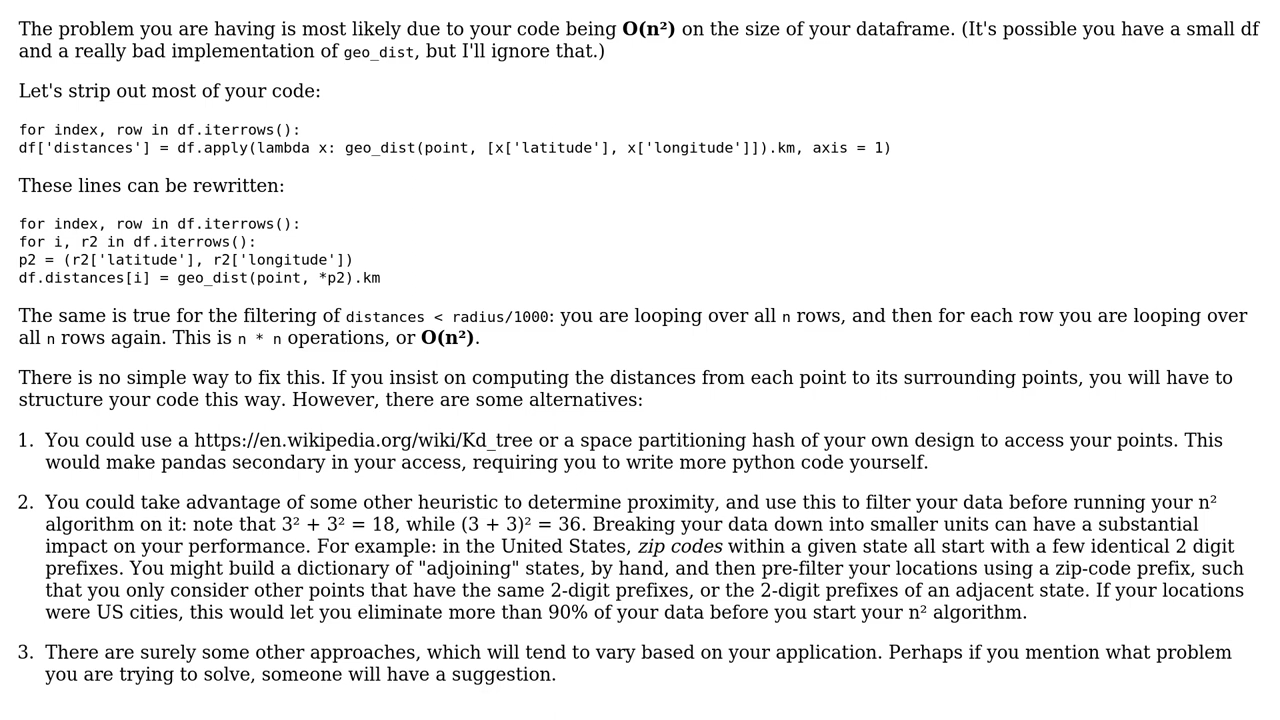 The problem you are having is most likely due to your code being O(n²) on the size of your dataframe. (It's possible you have a small df
and a really bad implementation of geo_dist, but I'll ignore that.)
Let's strip out most of your code:
for index, row in df.iterrows():
df['distances'] = df.apply(lambda x: geo_dist(point, [x['latitude'], x['longitude']]).km, axis = 1)
These lines can be rewritten:
for index, row in df.iterrows():
for i, r2 in df.iterrows():
p2 = (r2['latitude'], r2['longitude'])
df.distances[i] = geo_dist(point, *p2).km
The same is true for the filtering of distances < radius/1000: you are looping over all n rows, and then for each row you are looping over
all n rows again. This is n * n operations, or O(n²).
There is no simple way to fix this. If you insist on computing the distances from each point to its surrounding points, you will have to
structure your code this way. However, there are some alternatives:
1. You could use a https://en.wikipedia.org/wiki/Kd_tree or a space partitioning hash of your own design to access your points. This
would make pandas secondary in your access, requiring you to write more python code yourself.
2. You could take advantage of some other heuristic to determine proximity, and use this to filter your data before running your n²
algorithm on it: note that 3² + 3² = 18, while (3 + 3)² = 36. Breaking your data down into smaller units can have a substantial
impact on your performance. For example: in the United States, zip codes within a given state all start with a few identical 2 digit
prefixes. You might build a dictionary of "adjoining" states, by hand, and then pre-filter your locations using a zip-code prefix, such
that you only consider other points that have the same 2-digit prefixes, or the 2-digit prefixes of an adjacent state. If your locations
were US cities, this would let you eliminate more than 90% of your data before you start your n² algorithm.
3. There are surely some other approaches, which will tend to vary based on your application. Perhaps if you mention what problem
you are trying to solve, someone will have a suggestion.